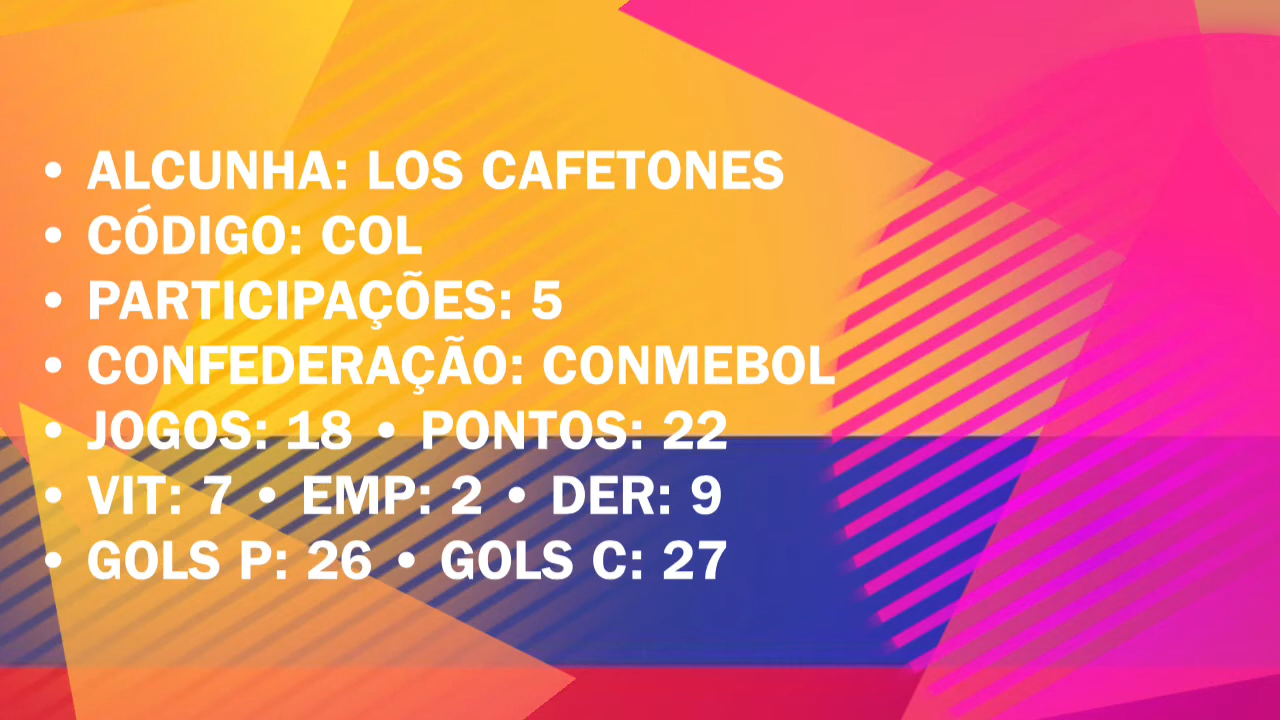 • ALCUNHA: LOS CAFETONES
• CÓDIGO: COL
• PARTICIPAÇÕES: 5
• CONFEDERAÇÃO: CONMEBOL
• JOGOS: 18 • PONTOS: 22
• VIT: 7 • EMP: 2 • DER: 9
• GOLS P: 26 • GOLS C: 27